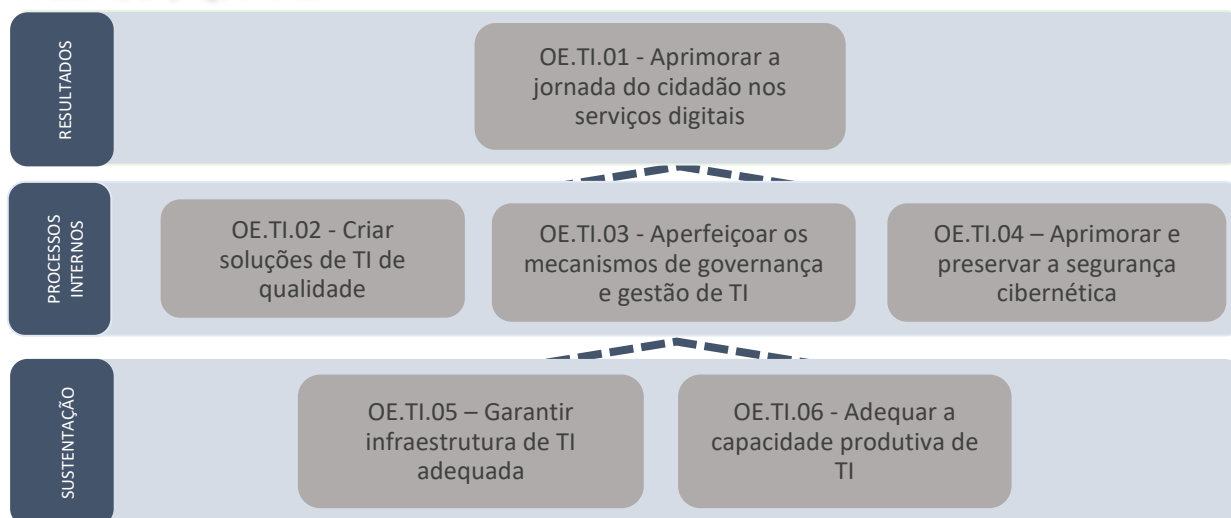 RESULTADOS
OE.TI.01 - Aprimorar a
jornada do cidadão nos
serviços digitais
PROCESSOS
INTERNOS
OE.TI.02 - Criar
soluções de TI de
qualidade
OE.TI.03 - Aperfeiçoar os
mecanismos de governança
e gestão de TI
OE.TI.04 – Aprimorar e
preservar a segurança
cibernética
SUSTENTAÇÃO
OE.TI.05 – Garantir
infraestrutura de TI
adequada
OE.TI.06 - Adequar a
capacidade produtiva de
TI